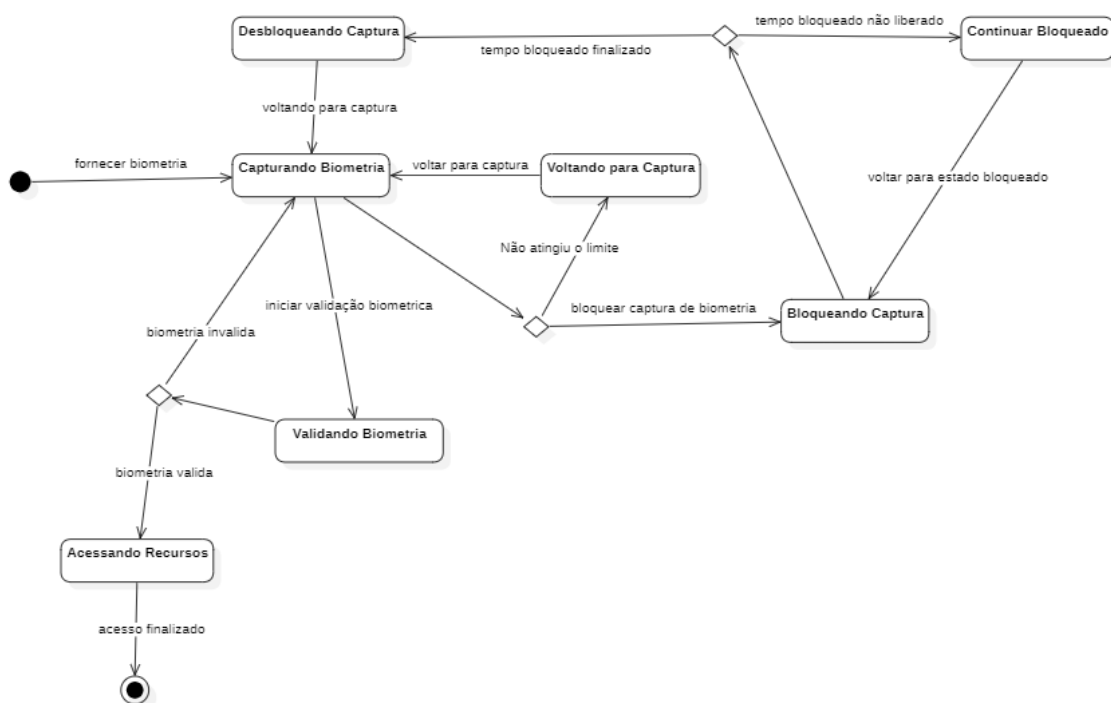 tempo bloqueado não liberado
Desbloqueando Captura
Continuar Bloqueado
tempo bloqueado finalizado
voltando para captura
fornecer biometria
Capturando Biometria
voltar para captura
Voltando para Captura
voltar para estado bloqueado
Não atingiu o limite
iniciar validação biometrica
bloquear captura de biometria
Bloqueando Captura
biometria invalida
Validando Biometria
biometria valida
Acessando Recursos
acesso finalizado